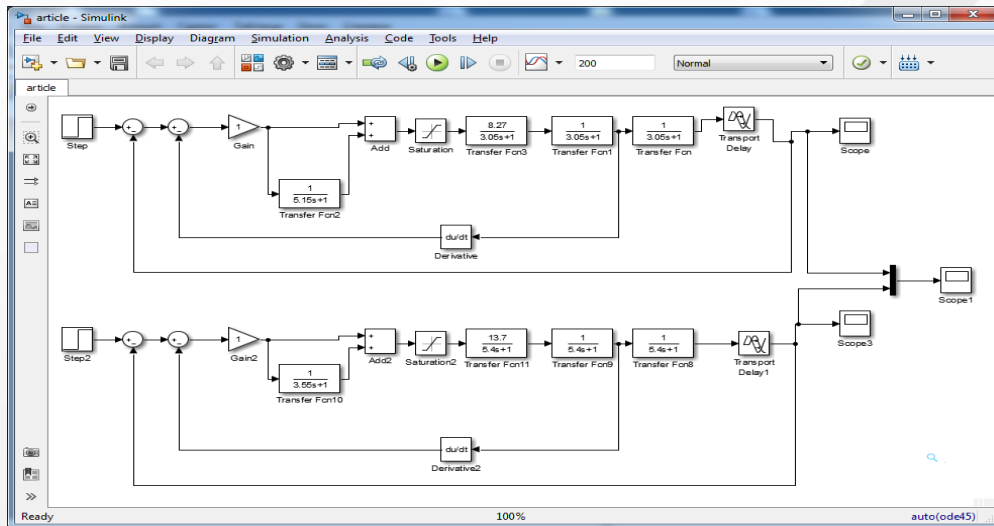 article - Simulink
File Edit View Display Diagram Simulation Analysis Code Tools Help
200 Normal
article
Step
+-
+-
1
Gain
+
+
Add
Saturation
8.27
3.05s+1
Transfer Fcn3
1
3.05s+1
Transfer Fcn1
1
3.05s+1
Transfer Fcn
Transport
Delay
Scope
1
5.15s+1
Transfer Fcn2
du/dt
Derivative
Scope1
Step2
+-
+-
1
Gain2
+
+
Add2
Saturation2
13.7
5.4s+1
Transfer Fcn11
1
5.4s+1
Transfer Fcn9
1
5.4s+1
Transfer Fcn8
Transport
Delay1
Scope3
1
3.55s+1
Transfer Fcn10
du/dt
Derivative2
Ready 100% auto(ode45)